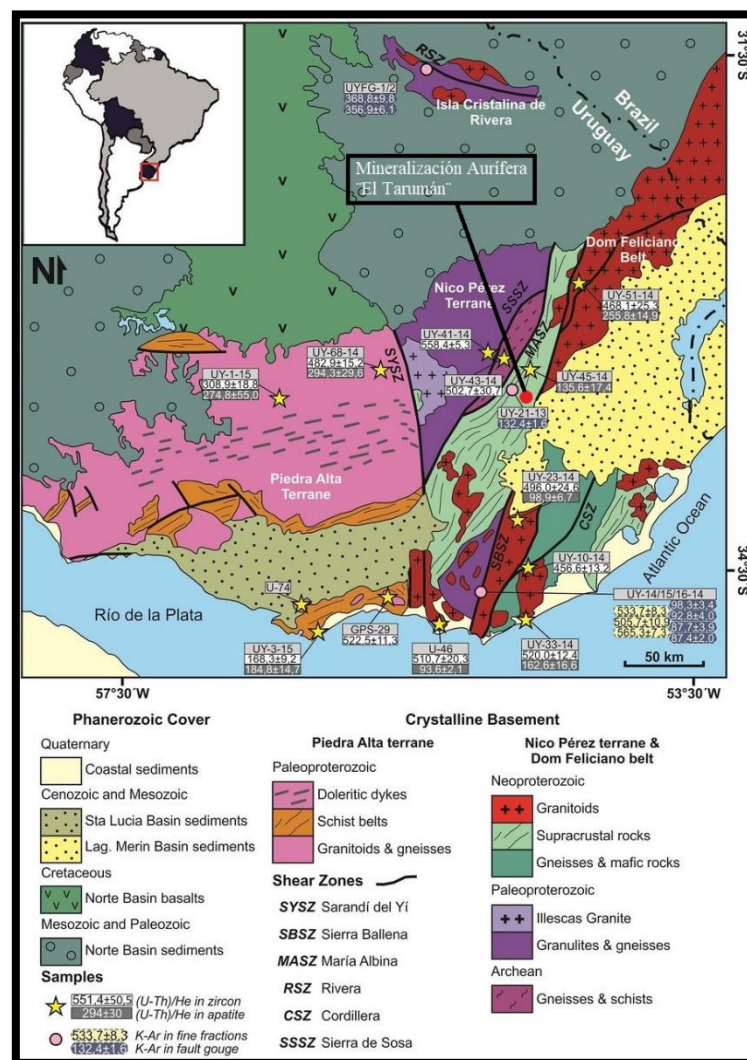 31°30' S
RSZ
UYFG-1/2
368,8±9,8
356,9±6,1
Isla Cristalina de
Rivera
Brazil
Uruguay
Mineralización Aurífera
¨El Tarumán¨
Dom Feliciano
Belt
N
Nico Pérez
Terrane
SSSZ
UY-51-14
468.1±25,3
255.8±14,9
UY-41-14
558.4±5.3
MASZ
UY-68-14
482,9±15,2
294,3±29,6
SYSZ
UY-1-15
308,9±18,8
274,8±55,0
UY-43-14
502,7±30,7
UY-45-14
135,6±17,4
UY-21-13
132,4±1,6
Piedra Alta
Terrane
UY-23-14
496,0±24,6
98,9±6,7
CSZ
SBSZ
UY-10-14
456,6±13,2
Atlantic Ocean
34°30' S
UY-14/15/16-14
533,7±8,3
505,7±10,9
565,3±7,3
98,3±3,4
92,8±4,0
87,7±3,9
87,4±2,0
U-74
Río de la Plata
GPS-29
522,5±11,3
U-46
510,7±20,3
93,6±2,1
UY-33-14
520,0±12,4
162,6±16,6
UY-3-15
168,3±9,2
184,8±14,7
50 km
57°30' W
53°30' W
Phanerozoic Cover
Quaternary
Coastal sediments
Cenozoic and Mesozoic
Sta Lucia Basin sediments
Lag. Merin Basin sediments
Cretaceous
Norte Basin basalts
Mesozoic and Paleozoic
Norte Basin sediments
Samples
551.4±50,5
294±30
(U-Th)/He in zircon
(U-Th)/He in apatite
533,7±8,3
132,4±1,6
K-Ar in fine fractions
K-Ar in fault gouge
Crystalline Basement
Piedra Alta terrane
Paleoproterozoic
Doleritic dykes
Schist belts
Granitoids & gneisses
Shear Zones
SYSZ Sarandí del Yí
SBSZ Sierra Ballena
MASZ María Albina
RSZ Rivera
CSZ Cordillera
SSSZ Sierra de Sosa
Nico Pérez terrane &
Dom Feliciano belt
Neoproterozoic
Granitoids
Supracrustal rocks
Gneisses & mafic rocks
Paleoproterozoic
Illescas Granite
Granulites & gneisses
Archean
Gneisses & schists